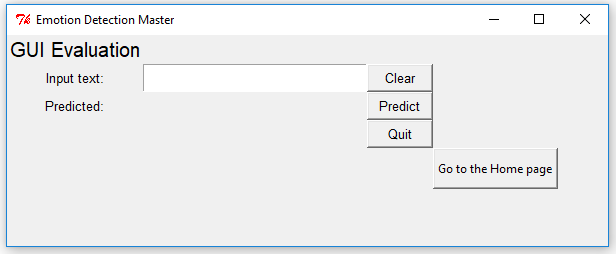 Emotion Detection Master
GUI Evaluation
Input text: Clear
Predicted: Predict
Quit
Go to the Home page